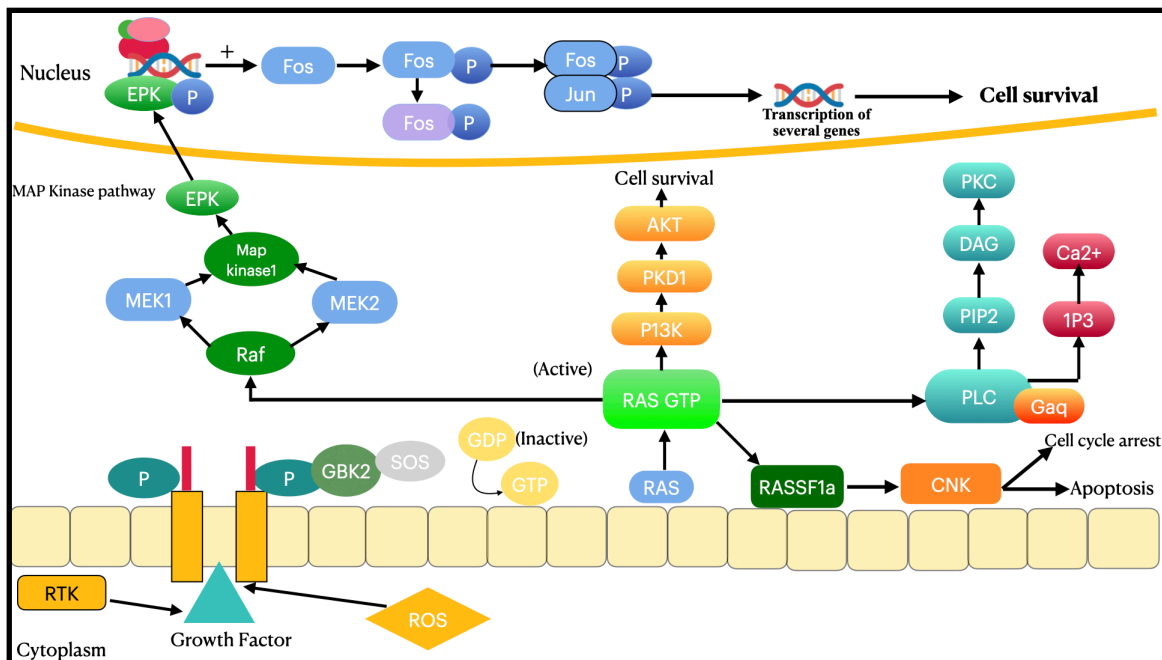 Nucleus
EPK
P
+
Fos
Fos
P
Fos
P
Fos
P
Jun
P
Transcription of
several genes
Cell survival
MAP Kinase pathway
EPK
Map
kinase1
MEK1
MEK2
Raf
Cell survival
AKT
PKD1
P13K
(Active)
RAS GTP
RAS
PKC
DAG
PIP2
PLC
Gaq
Ca2+
1P3
P
P
GBK2
SOS
GDP
(Inactive)
GTP
RASSF1a
CNK
Cell cycle arrest
Apoptosis
RTK
Growth Factor
ROS
Cytoplasm